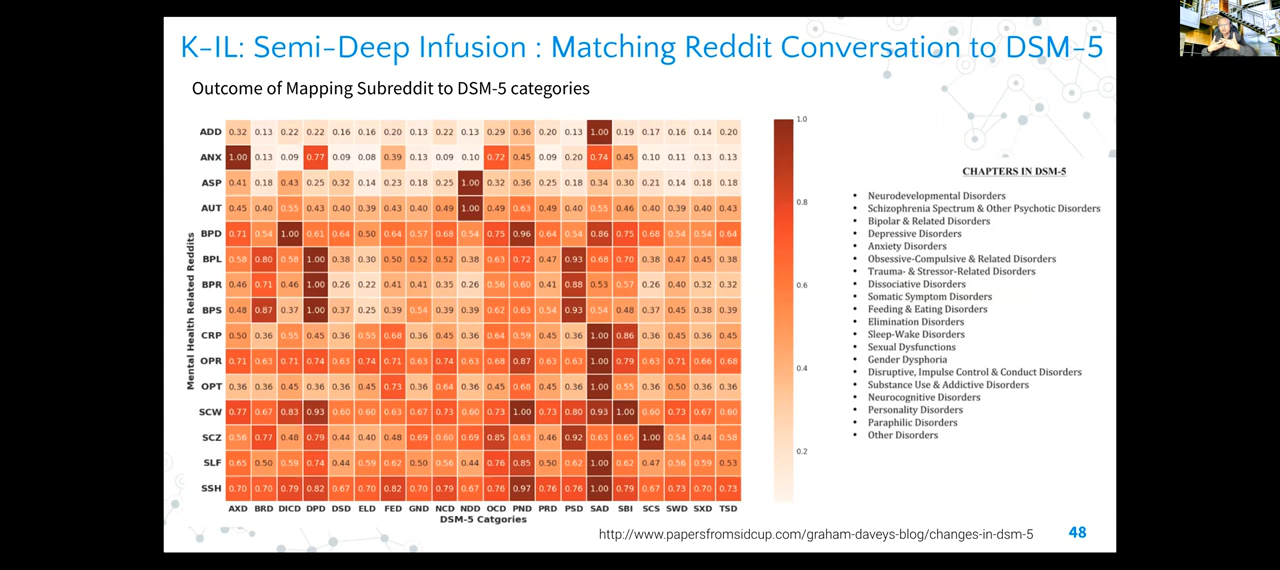 K-IL: Semi-Deep Infusion : Matching Reddit Conversation to DSM-5
Outcome of Mapping Subreddit to DSM-5 categories
Mental Health Related Reddits
ADD 0.32 0.13 0.22 0.22 0.16 0.16 0.20 0.13 0.22 0.13 0.29 0.36 0.20 0.13 1.00 0.19 0.17 0.16 0.14 0.20
ANX 1.00 0.13 0.09 0.77 0.09 0.08 0.39 0.13 0.09 0.10 0.72 0.45 0.09 0.20 0.74 0.45 0.10 0.11 0.13 0.13
ASP 0.41 0.18 0.43 0.25 0.32 0.14 0.23 0.18 0.25 1.00 0.32 0.36 0.25 0.18 0.34 0.30 0.21 0.14 0.18 0.18
AUT 0.45 0.40 0.55 0.43 0.40 0.39 0.43 0.40 0.49 1.00 0.49 0.63 0.49 0.40 0.55 0.46 0.40 0.39 0.40 0.43
BPD 0.71 0.54 1.00 0.61 0.64 0.50 0.64 0.57 0.68 0.54 0.75 0.96 0.64 0.54 0.86 0.75 0.68 0.54 0.54 0.64
BPL 0.58 0.80 0.58 1.00 0.38 0.30 0.50 0.52 0.52 0.38 0.63 0.72 0.47 0.93 0.68 0.70 0.38 0.47 0.45 0.38
BPR 0.46 0.71 0.46 1.00 0.26 0.22 0.41 0.41 0.35 0.26 0.56 0.60 0.41 0.88 0.53 0.57 0.26 0.40 0.32 0.32
BPS 0.48 0.87 0.37 1.00 0.37 0.25 0.39 0.54 0.39 0.39 0.62 0.63 0.54 0.93 0.54 0.48 0.37 0.45 0.38 0.39
CRP 0.50 0.36 0.55 0.45 0.36 0.55 0.68 0.36 0.45 0.36 0.64 0.59 0.45 0.36 1.00 0.86 0.36 0.45 0.36 0.45
OPR 0.71 0.63 0.71 0.74 0.63 0.74 0.71 0.63 0.74 0.63 0.68 0.87 0.63 0.63 1.00 0.79 0.63 0.71 0.66 0.68
OPT 0.36 0.36 0.45 0.36 0.36 0.45 0.73 0.36 0.64 0.36 0.45 0.68 0.45 0.36 1.00 0.55 0.36 0.50 0.36 0.36
SCW 0.77 0.67 0.83 0.93 0.60 0.60 0.63 0.67 0.73 0.60 0.73 1.00 0.73 0.80 0.93 1.00 0.60 0.73 0.67 0.60
SCZ 0.56 0.77 0.48 0.79 0.44 0.40 0.48 0.69 0.60 0.69 0.85 0.63 0.46 0.92 0.63 0.65 1.00 0.54 0.44 0.58
SLF 0.65 0.50 0.59 0.74 0.44 0.59 0.62 0.50 0.56 0.44 0.76 0.85 0.50 0.62 1.00 0.62 0.47 0.56 0.59 0.53
SSH 0.70 0.70 0.79 0.82 0.67 0.70 0.82 0.70 0.79 0.67 0.76 0.97 0.76 0.76 1.00 0.79 0.67 0.73 0.70 0.73
AXD BRD DICD DPD DSD ELD FED GND NCD NDD OCD PND PRD PSD SAD SBI SCS SWD SXD TSD
DSM-5 Catgories
1.0
0.8
0.6
0.4
0.2
CHAPTERS IN DSM-5
• Neurodevelopmental Disorders
• Schizophrenia Spectrum & Other Psychotic Disorders
• Bipolar & Related Disorders
• Depressive Disorders
• Anxiety Disorders
• Obsessive-Compulsive & Related Disorders
• Trauma- & Stressor-Related Disorders
• Dissociative Disorders
• Somatic Symptom Disorders
• Feeding & Eating Disorders
• Elimination Disorders
• Sleep-Wake Disorders
• Sexual Dysfunctions
• Gender Dysphoria
• Disruptive, Impulse Control & Conduct Disorders
• Substance Use & Addictive Disorders
• Neurocognitive Disorders
• Personality Disorders
• Paraphilic Disorders
• Other Disorders
http://www.papersfromsidcup.com/graham-daveys-blog/changes-in-dsm-5
48